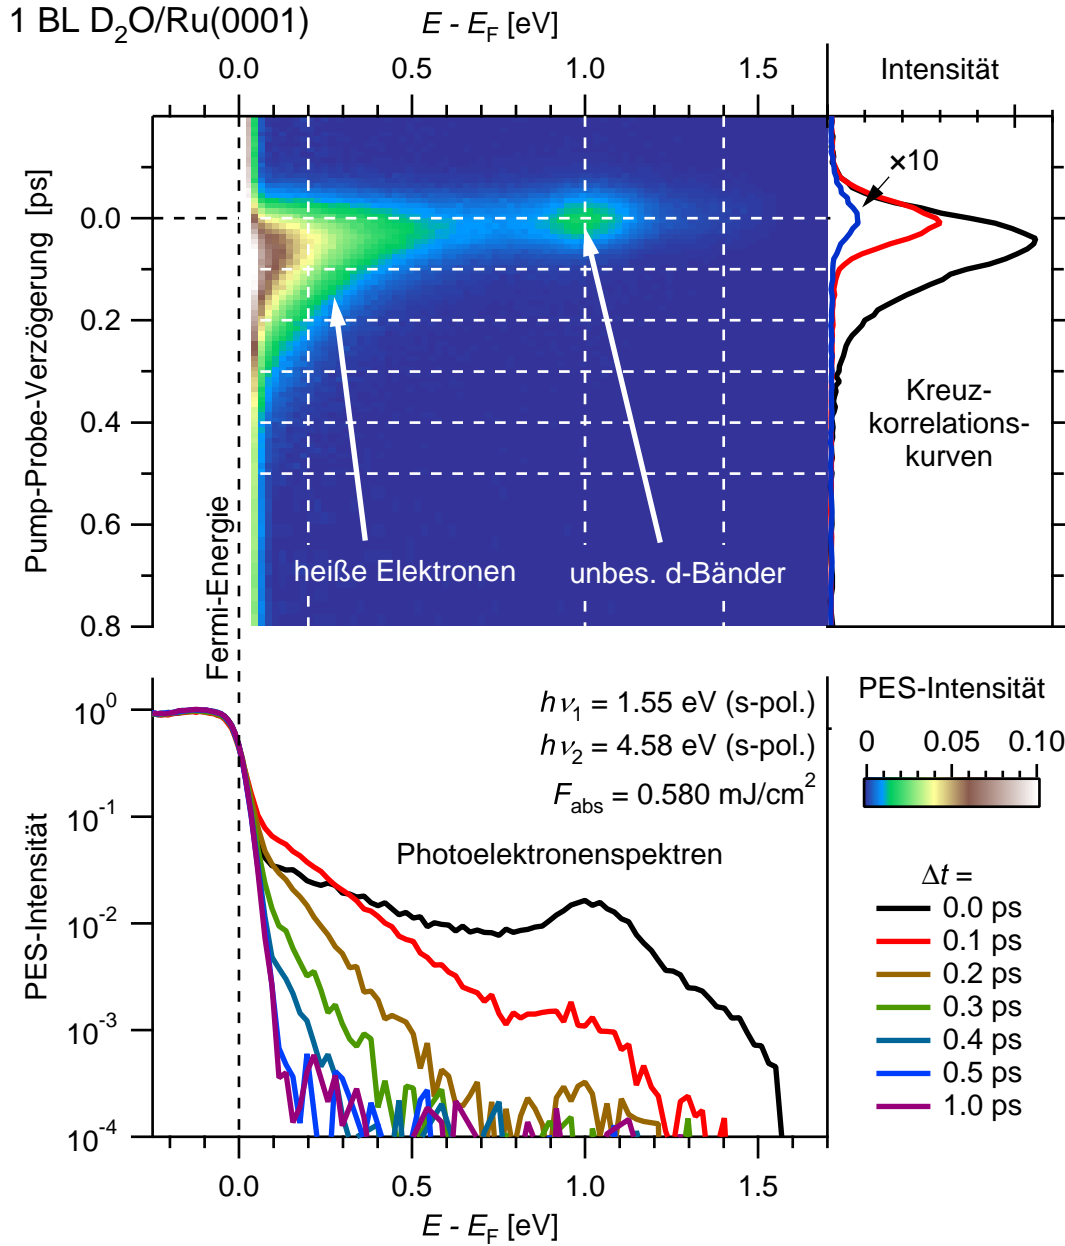 1 BL D₂O/Ru(0001)
E - E_F [eV]
0.0 0.5 1.0 1.5
Intensität
Pump-Probe-Verzögerung [ps]
0.0
0.2
0.4
0.6
0.8
×10
Kreuz-
korrelations-
kurven
heiße Elektronen
unbes. d-Bänder
Fermi-Energie
PES-Intensität
10⁰
10⁻¹
10⁻²
10⁻³
10⁻⁴
hν₁ = 1.55 eV (s-pol.)
hν₂ = 4.58 eV (s-pol.)
F_abs = 0.580 mJ/cm²
Photoelektronenspektren
0.0 0.5 1.0 1.5
E - E_F [eV]
PES-Intensität
0 0.05 0.10
Δt =
0.0 ps
0.1 ps
0.2 ps
0.3 ps
0.4 ps
0.5 ps
1.0 ps